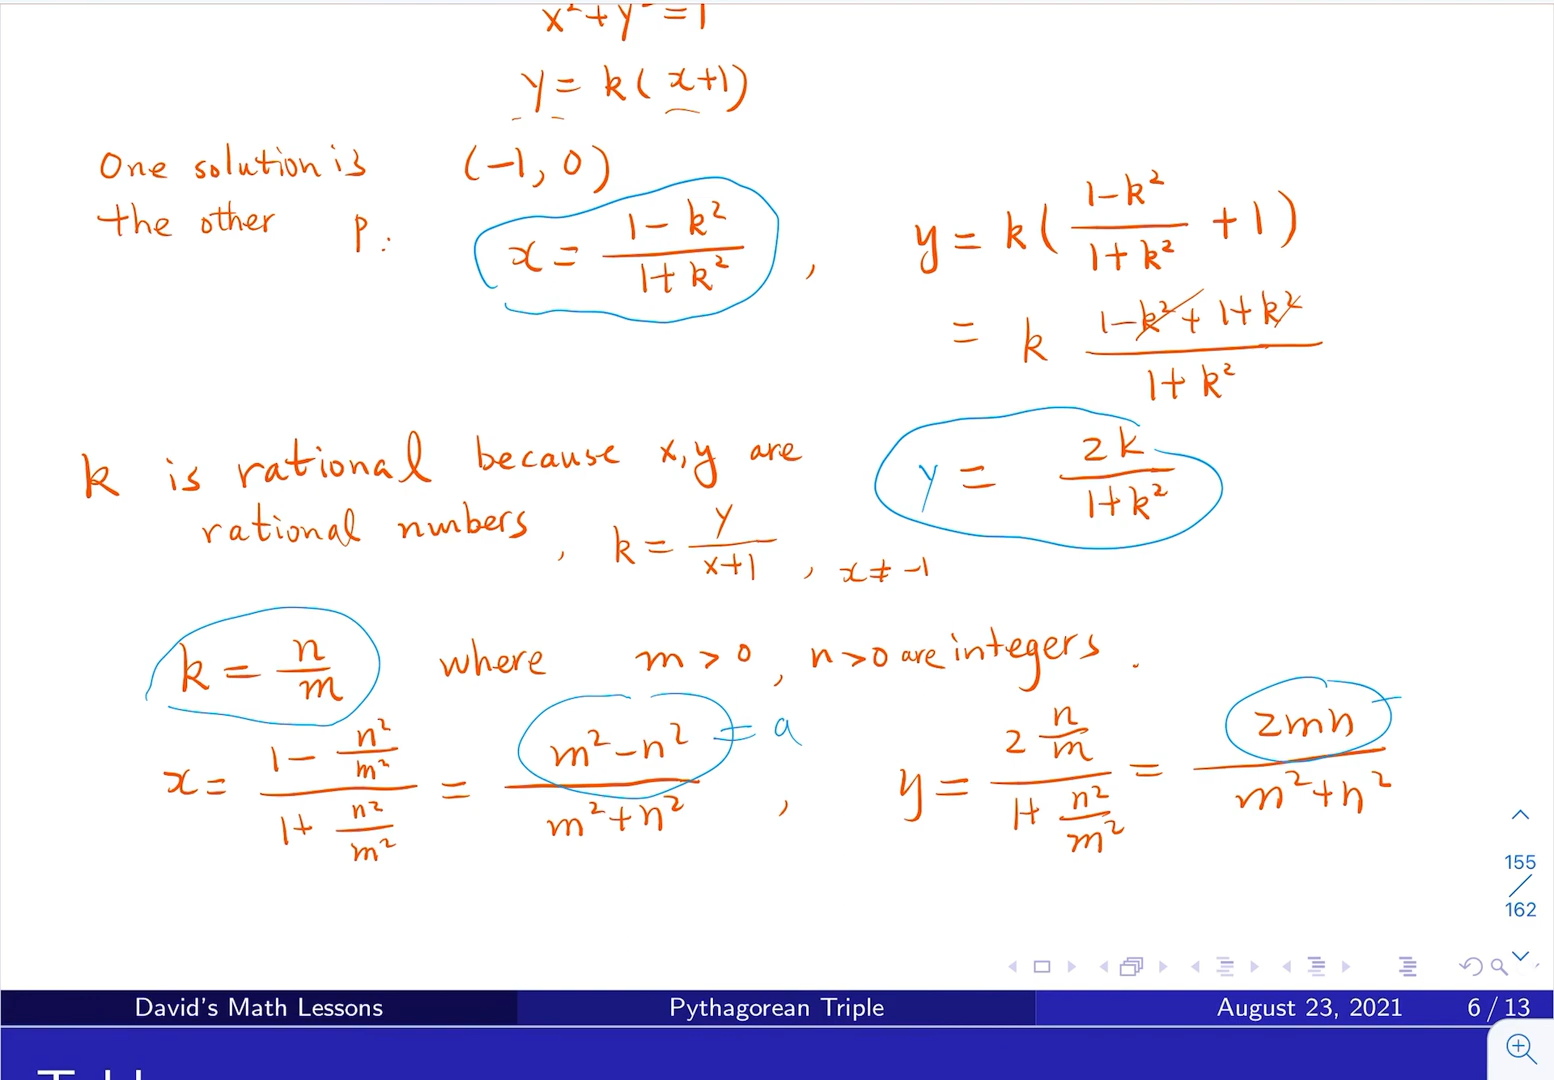 x²+y²=1
y = k(x+1)
One solution is (-1, 0)
the other p: x = (1-k²)/(1+k²) , y = k((1-k²)/(1+k²) + 1)
= k (1-k²+1+k²)/(1+k²)
k is rational because x, y are
rational numbers, k = y/(x+1), x ≠ -1
y = 2k/(1+k²)
k = n/m where m > 0, n > 0 are integers.
x = (1 - n²/m²)/(1 + n²/m²) = (m²-n²)/(m²+n²) , y = (2 n/m)/(1 + n²/m²) = 2mn/(m²+n²)
= a
155
/
162
David's Math Lessons Pythagorean Triple August 23, 2021 6 / 13